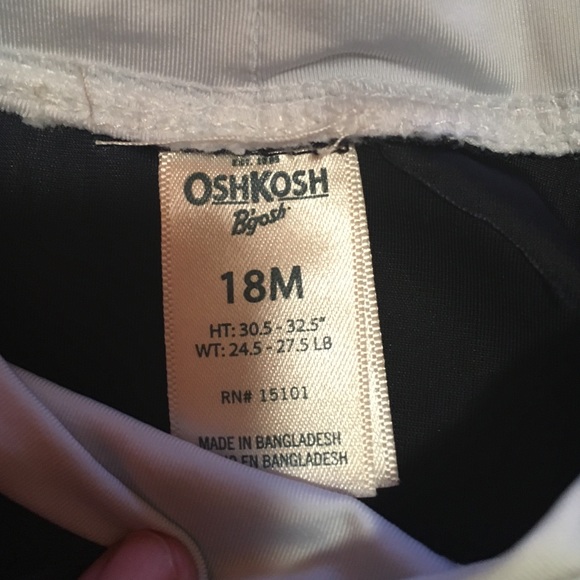 EST. 1895
OSHKOSH
B'gosh
18M
HT: 30.5 - 32.5"
WT: 24.5 - 27.5 LB
RN# 15101
MADE IN BANGLADESH
EN BANGLADESH